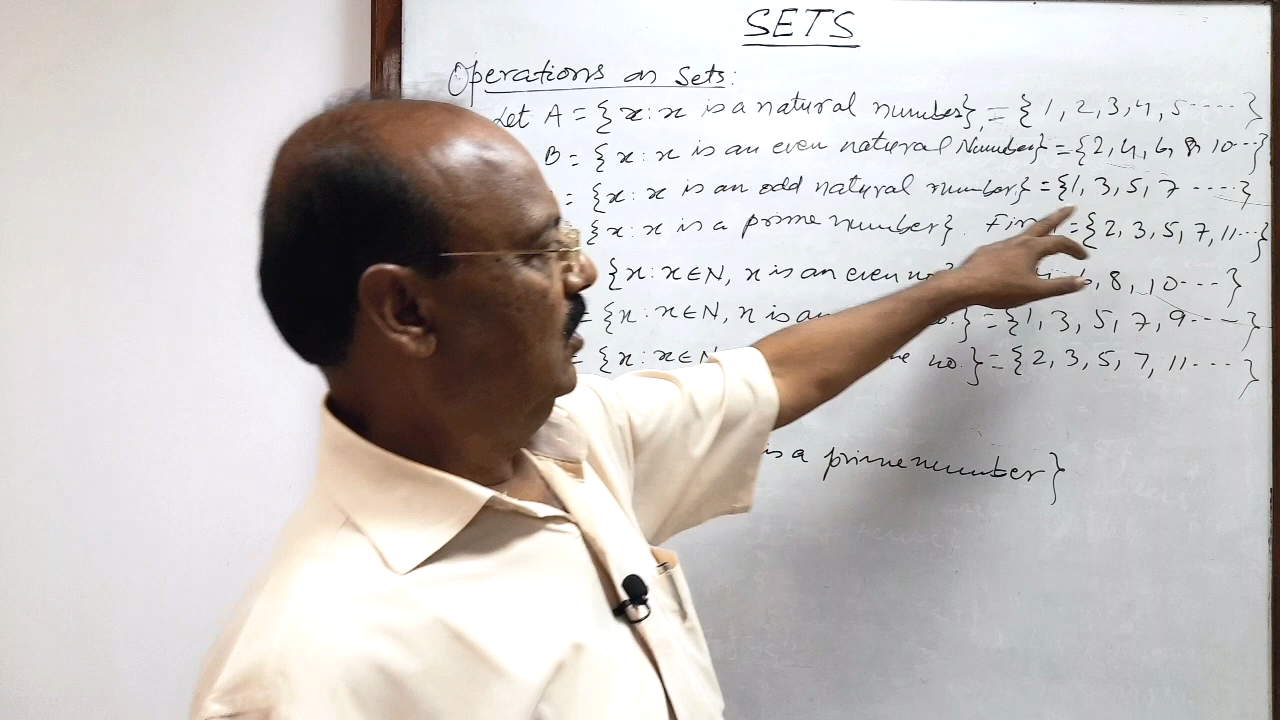 SETS
Operations on Sets:
Let A = {x: x is a natural number}, = {1, 2, 3, 4, 5 ....}
B = {x: x is an even natural Number} = {2, 4, 6, 8, 10...}
= {x: x is an odd natural number} = {1, 3, 5, 7 .....}
{x: x is a prime number}. = {2, 3, 5, 7, 11...}
{x: x∈N, x is an even no 6, 8, 10....}
= {x: x∈N, x is an o.} = {1, 3, 5, 7, 9....}
= {x: x∈N no.} = {2, 3, 5, 7, 11....}
is a prime number}